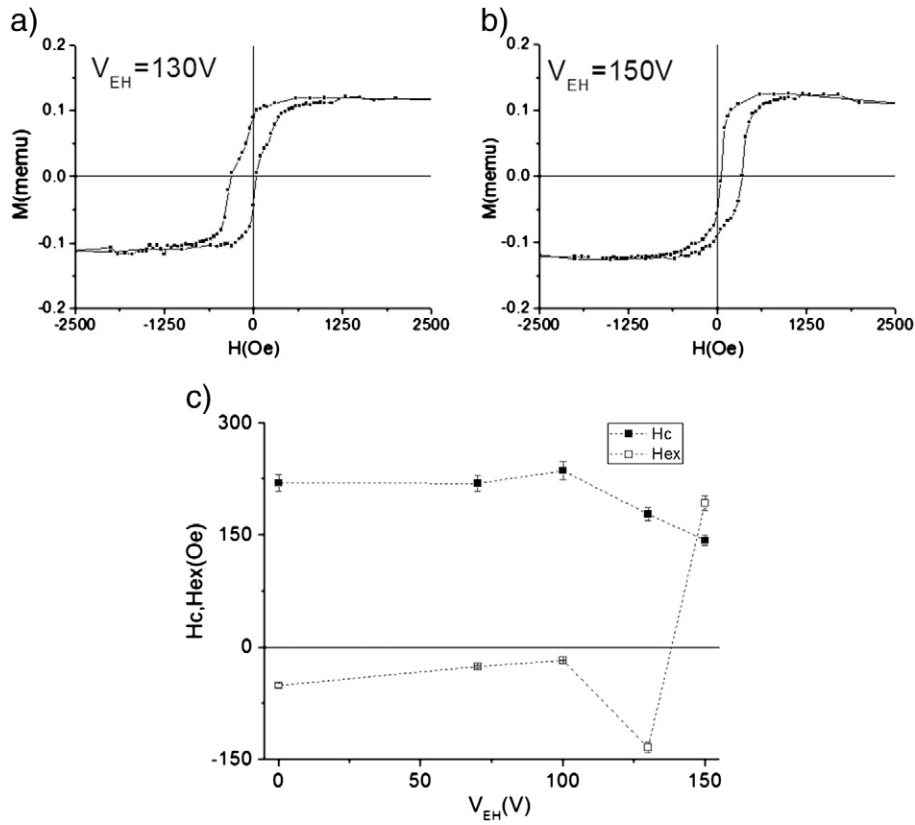 a)
V_EH=130V
0.2
0.1
0.0
-0.1
-0.2
M(memu)
-2500 -1250 0 1250 2500
H(Oe)
b)
V_EH=150V
0.2
0.1
0.0
-0.1
-0.2
M(memu)
-2500 -1250 0 1250 2500
H(Oe)
c)
300
150
0
-150
Hc,Hex(Oe)
Hc
Hex
0 50 100 150
V_EH(V)